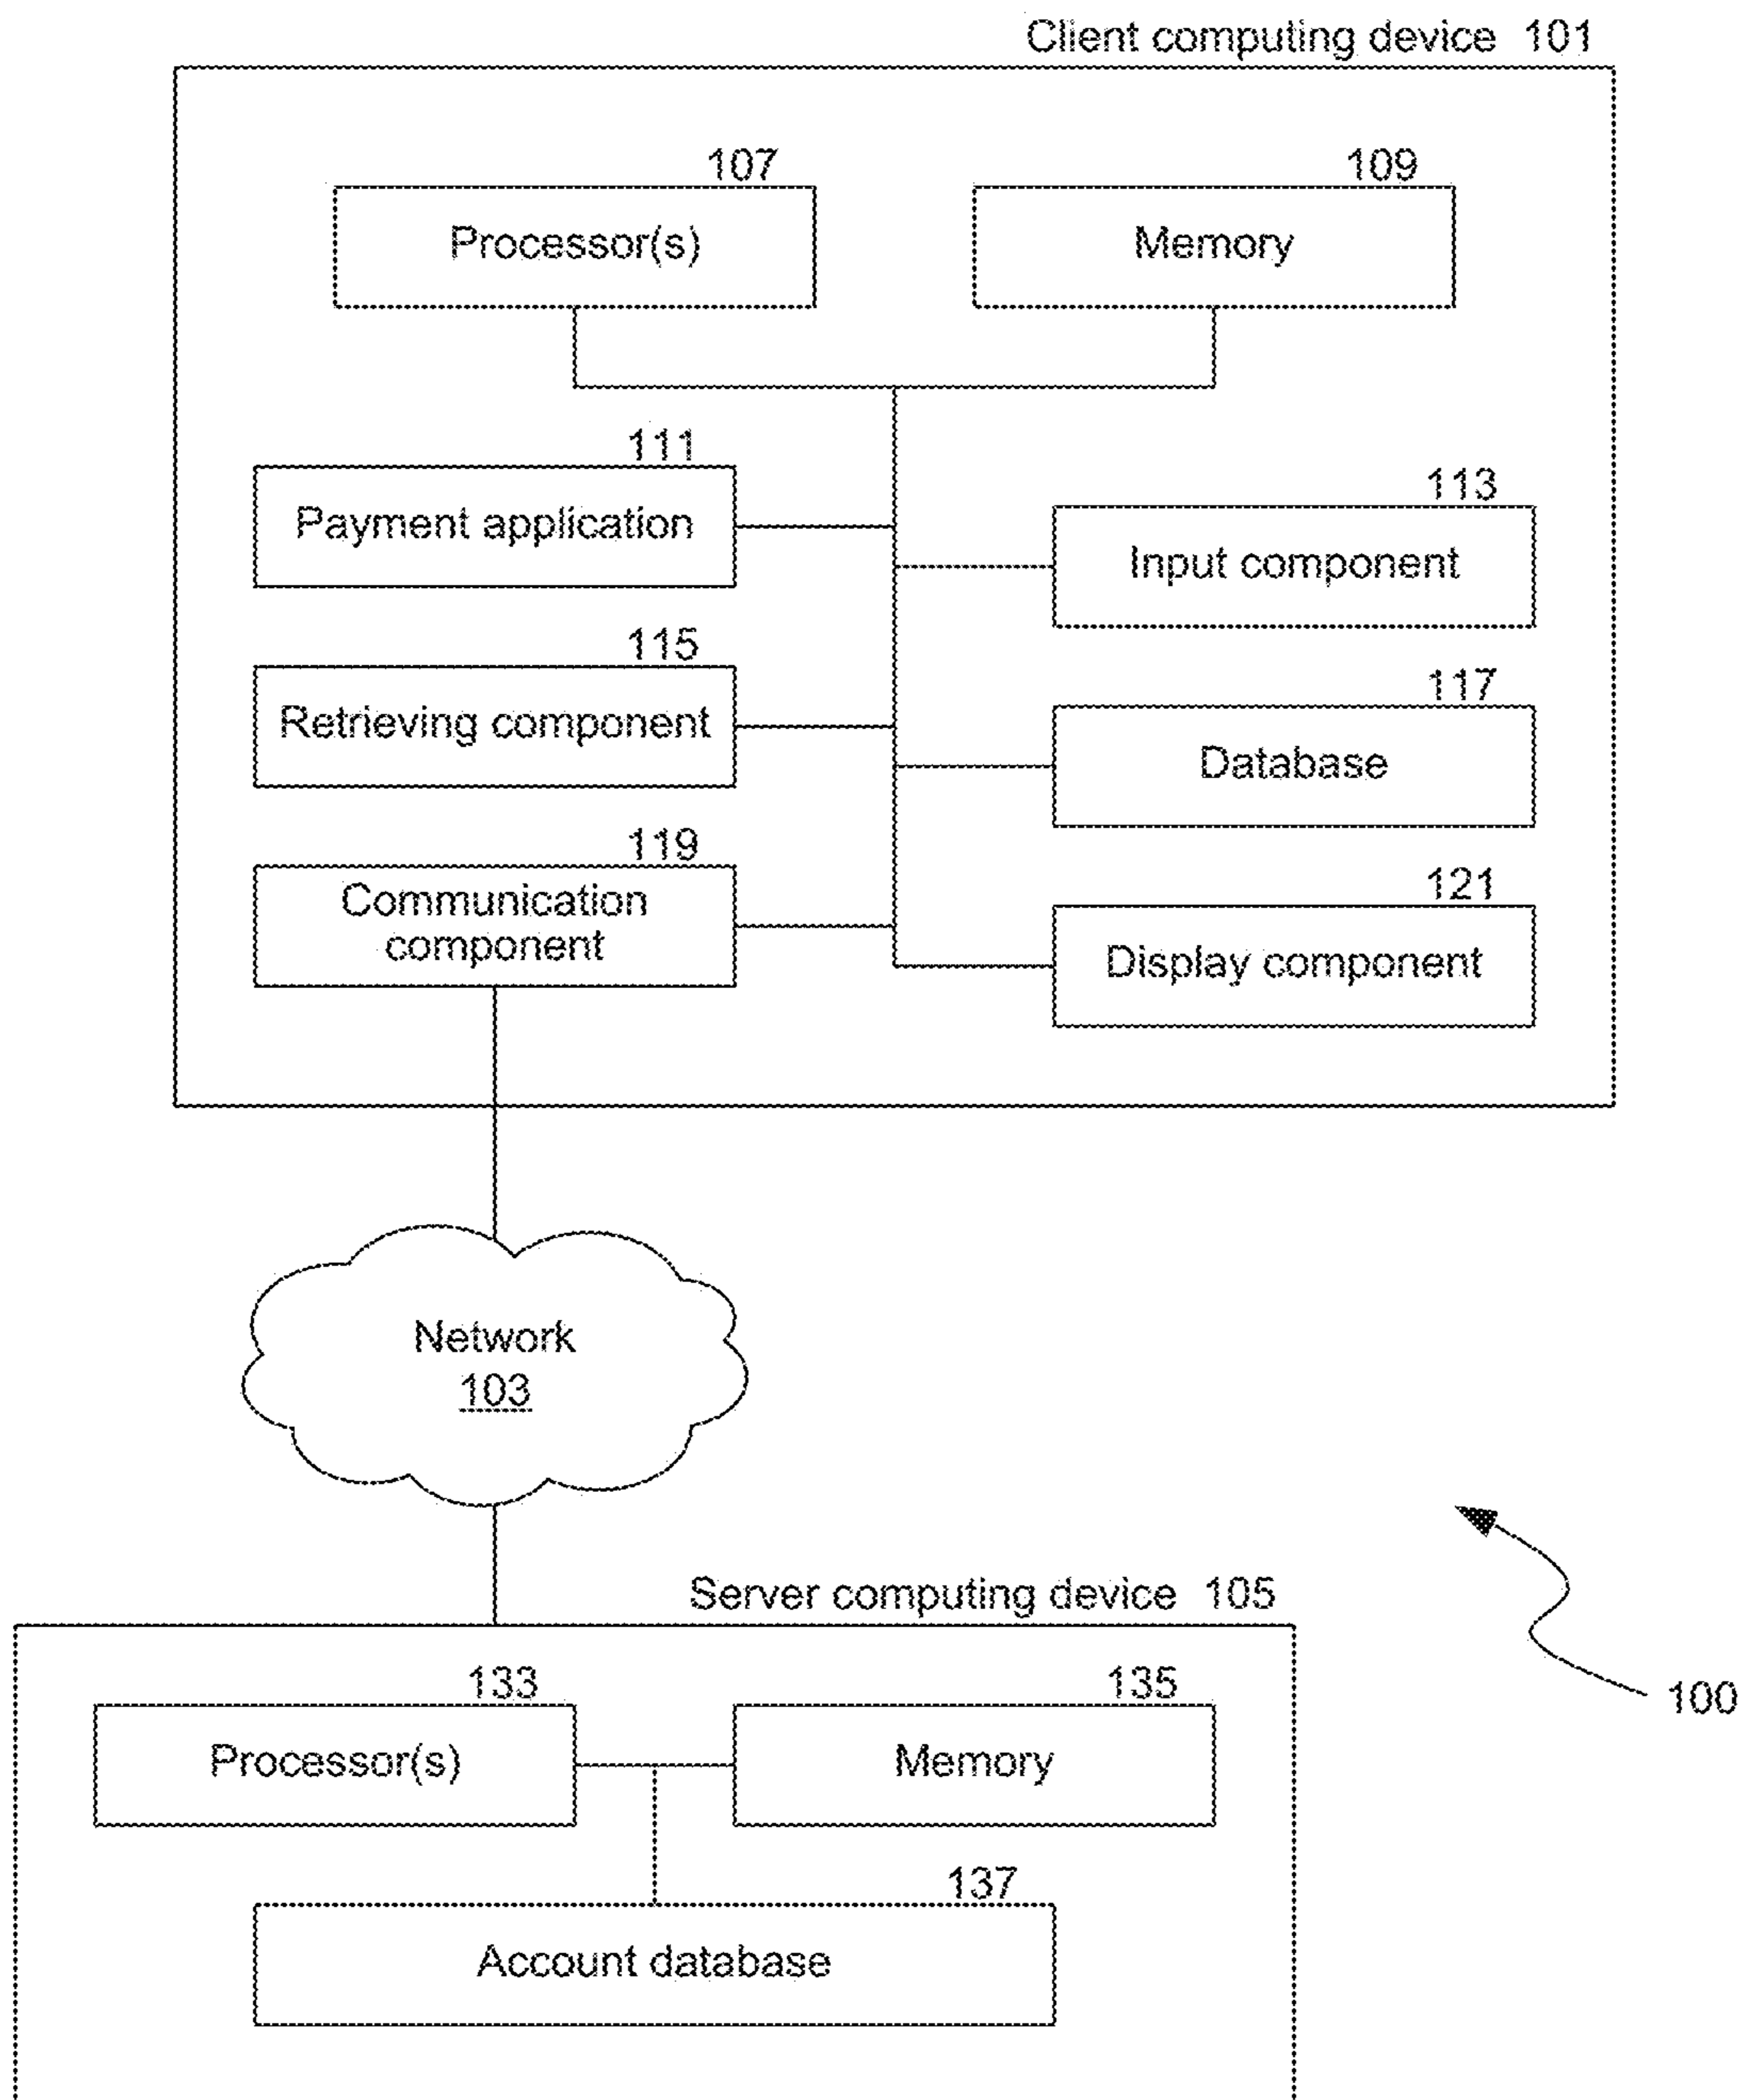 Client computing device 101
107
109
Processor(s)
Memory
111
Payment application
113
Input component
115
Retrieving component
117
Database
119
Communication
component
121
Display component
Network
103
Server computing device 105
133
135
Processor(s)
Memory
100
137
Account database